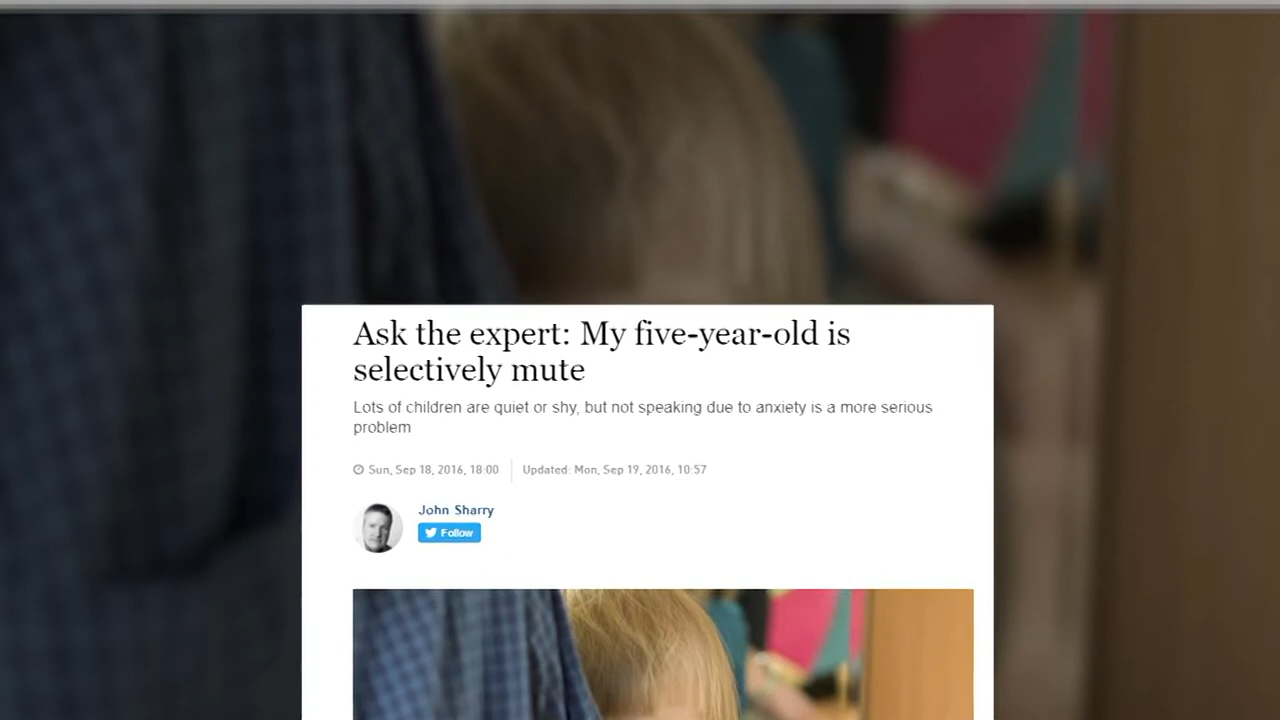 Ask the expert: My five-year-old is
selectively mute
Lots of children are quiet or shy, but not speaking due to anxiety is a more serious
problem
Sun, Sep 18, 2016, 18:00
Updated: Mon, Sep 19, 2016, 10:57
John Sharry
Follow